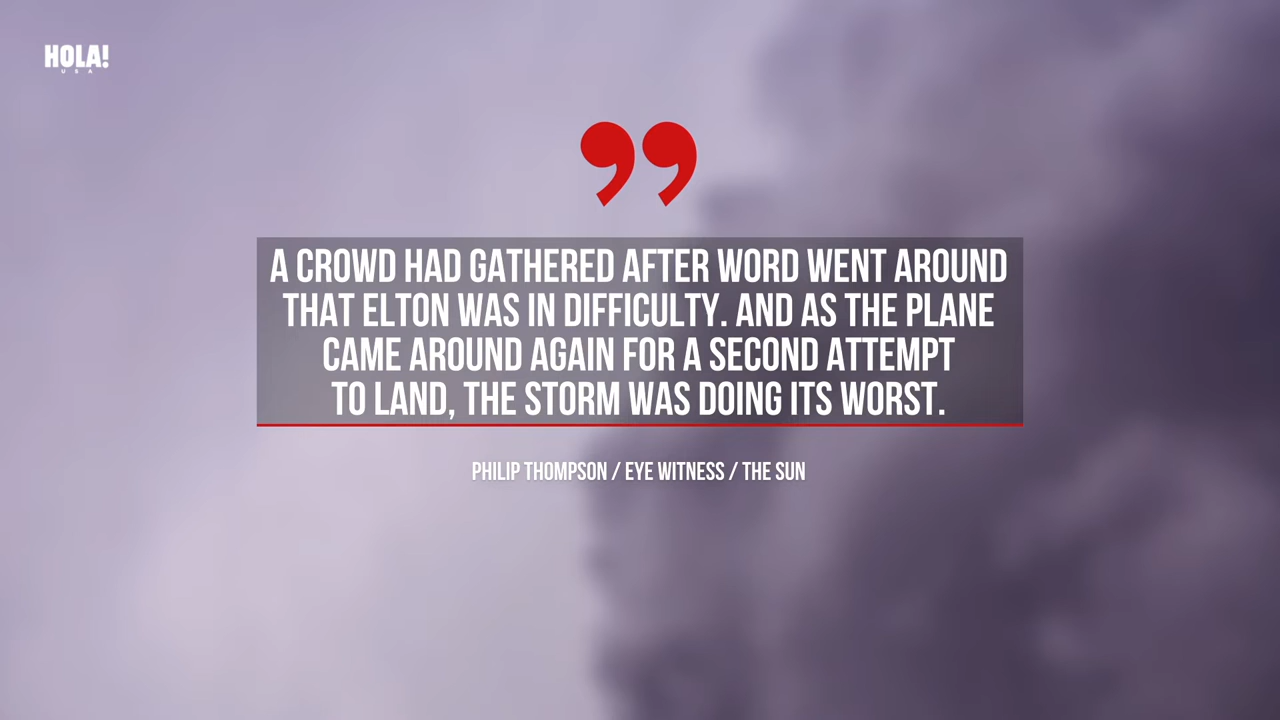 HOLA!
USA
”
A CROWD HAD GATHERED AFTER WORD WENT AROUND
THAT ELTON WAS IN DIFFICULTY. AND AS THE PLANE
CAME AROUND AGAIN FOR A SECOND ATTEMPT
TO LAND, THE STORM WAS DOING ITS WORST.
PHILIP THOMPSON / EYE WITNESS / THE SUN